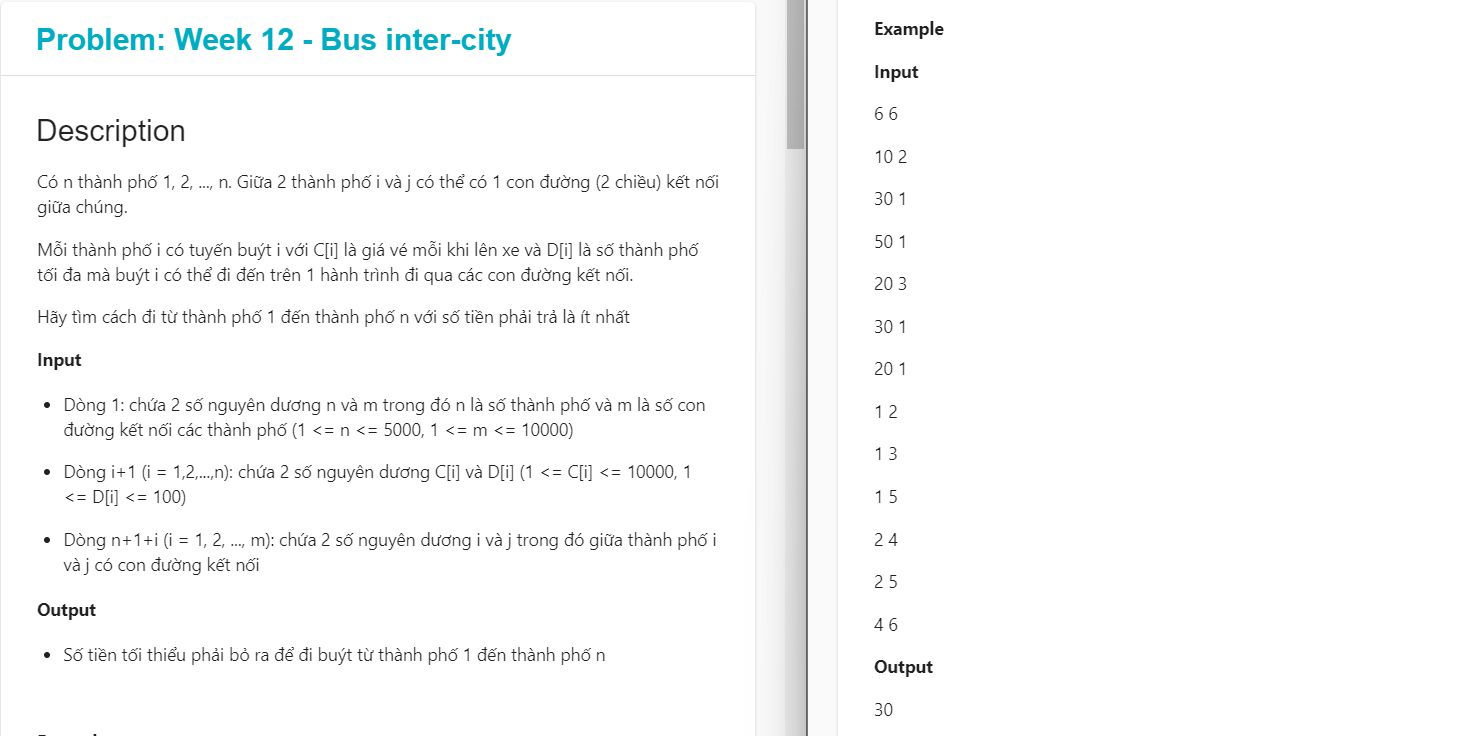 Problem: Week 12 - Bus inter-city
Description
Có n thành phố 1, 2, ..., n. Giữa 2 thành phố i và j có thể có 1 con đường (2 chiều) kết nối
giữa chúng.
Mỗi thành phố i có tuyến buýt i với C[i] là giá vé mỗi khi lên xe và D[i] là số thành phố
tối đa mà buýt i có thể đi đến trên 1 hành trình đi qua các con đường kết nối.
Hãy tìm cách đi từ thành phố 1 đến thành phố n với số tiền phải trả là ít nhất
Input
• Dòng 1: chứa 2 số nguyên dương n và m trong đó n là số thành phố và m là số con
đường kết nối các thành phố (1 <= n <= 5000, 1 <= m <= 10000)
• Dòng i+1 (i = 1,2,...,n): chứa 2 số nguyên dương C[i] và D[i] (1 <= C[i] <= 10000, 1
<= D[i] <= 100)
• Dòng n+1+i (i = 1, 2, ..., m): chứa 2 số nguyên dương i và j trong đó giữa thành phố i
và j có con đường kết nối
Output
• Số tiền tối thiểu phải bỏ ra để đi buýt từ thành phố 1 đến thành phố n
Example
Input
6 6
10 2
30 1
50 1
20 3
30 1
20 1
1 2
1 3
1 5
2 4
2 5
4 6
Output
30